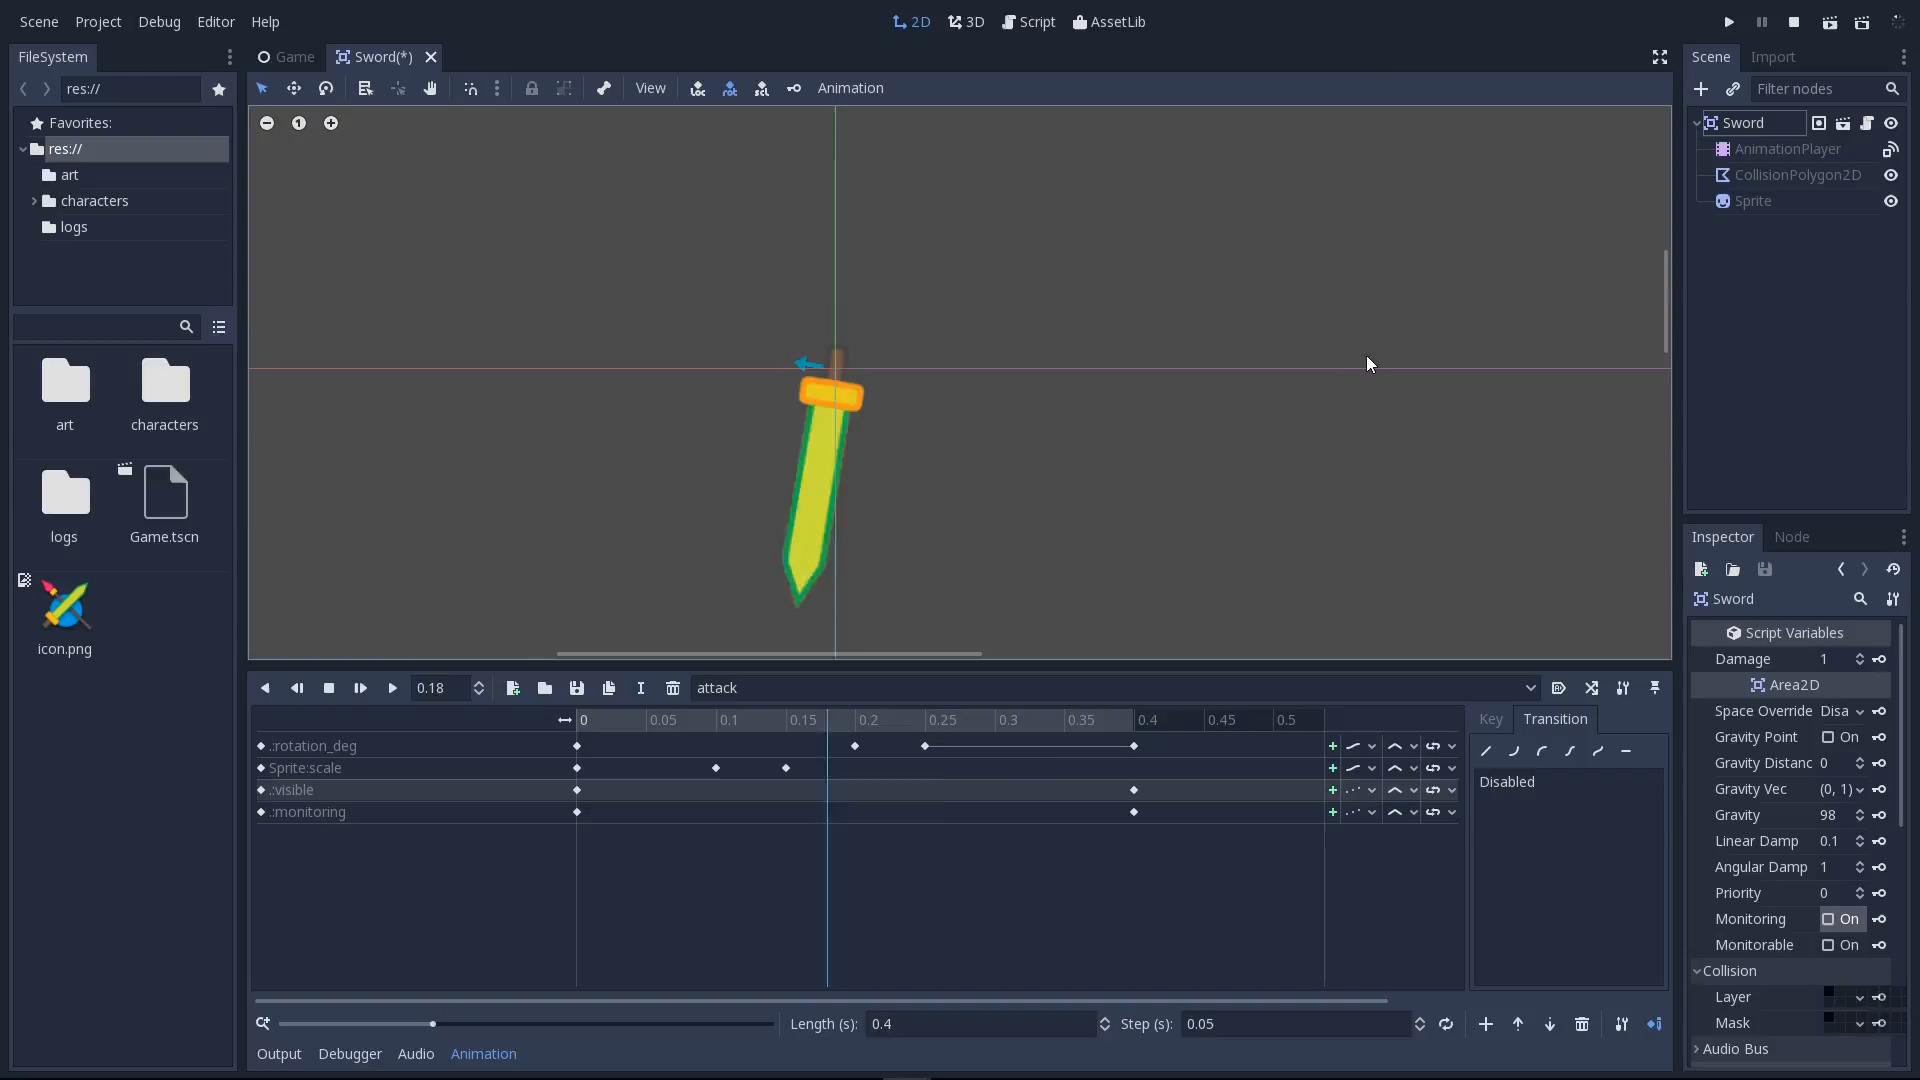 Scene Project Debug Editor Help
2D 3D Script AssetLib
FileSystem
Game Sword(*)
Scene Import
res://
View Animation
Filter nodes
Favorites:
res://
art
characters
logs
art characters
logs Game.tscn
icon.png
1
Sword
AnimationPlayer
CollisionPolygon2D
Sprite
0.18 attack
0 0.05 0.1 0.15 0.2 0.25 0.3 0.35 0.4 0.45 0.5
.:rotation_deg
Sprite:scale
.:visible
.:monitoring
Key Transition
Disabled
Length (s): 0.4 Step (s): 0.05
Output Debugger Audio Animation
Inspector Node
Sword
Script Variables
Damage 1
Area2D
Space Override Disa
Gravity Point On
Gravity Distanc 0
Gravity Vec (0, 1)
Gravity 98
Linear Damp 0.1
Angular Damp 1
Priority 0
Monitoring On
Monitorable On
Collision
Layer
Mask
Audio Bus